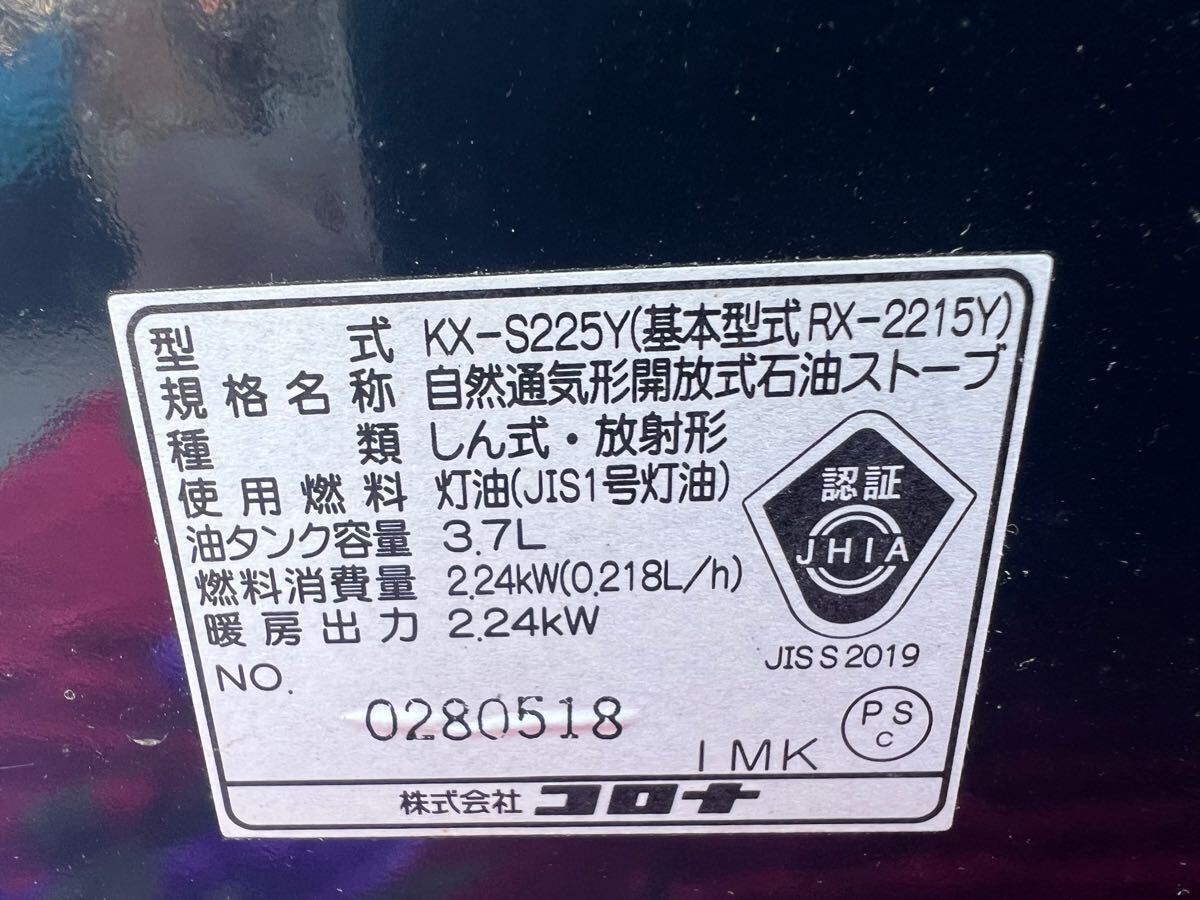 型式 KX-S225Y(基本型式RX-2215Y)
規格名称 自然通気形開放式石油ストーブ
種類 しん式・放射形
使用燃料 灯油(JIS1号灯油)
油タンク容量 3.7L
燃料消費量 2.24kW(0.218L/h)
暖房出力 2.24kW
認証
JHIA
JIS S 2019
NO.
0280518
IMK
PS
C
株式会社 コロナ